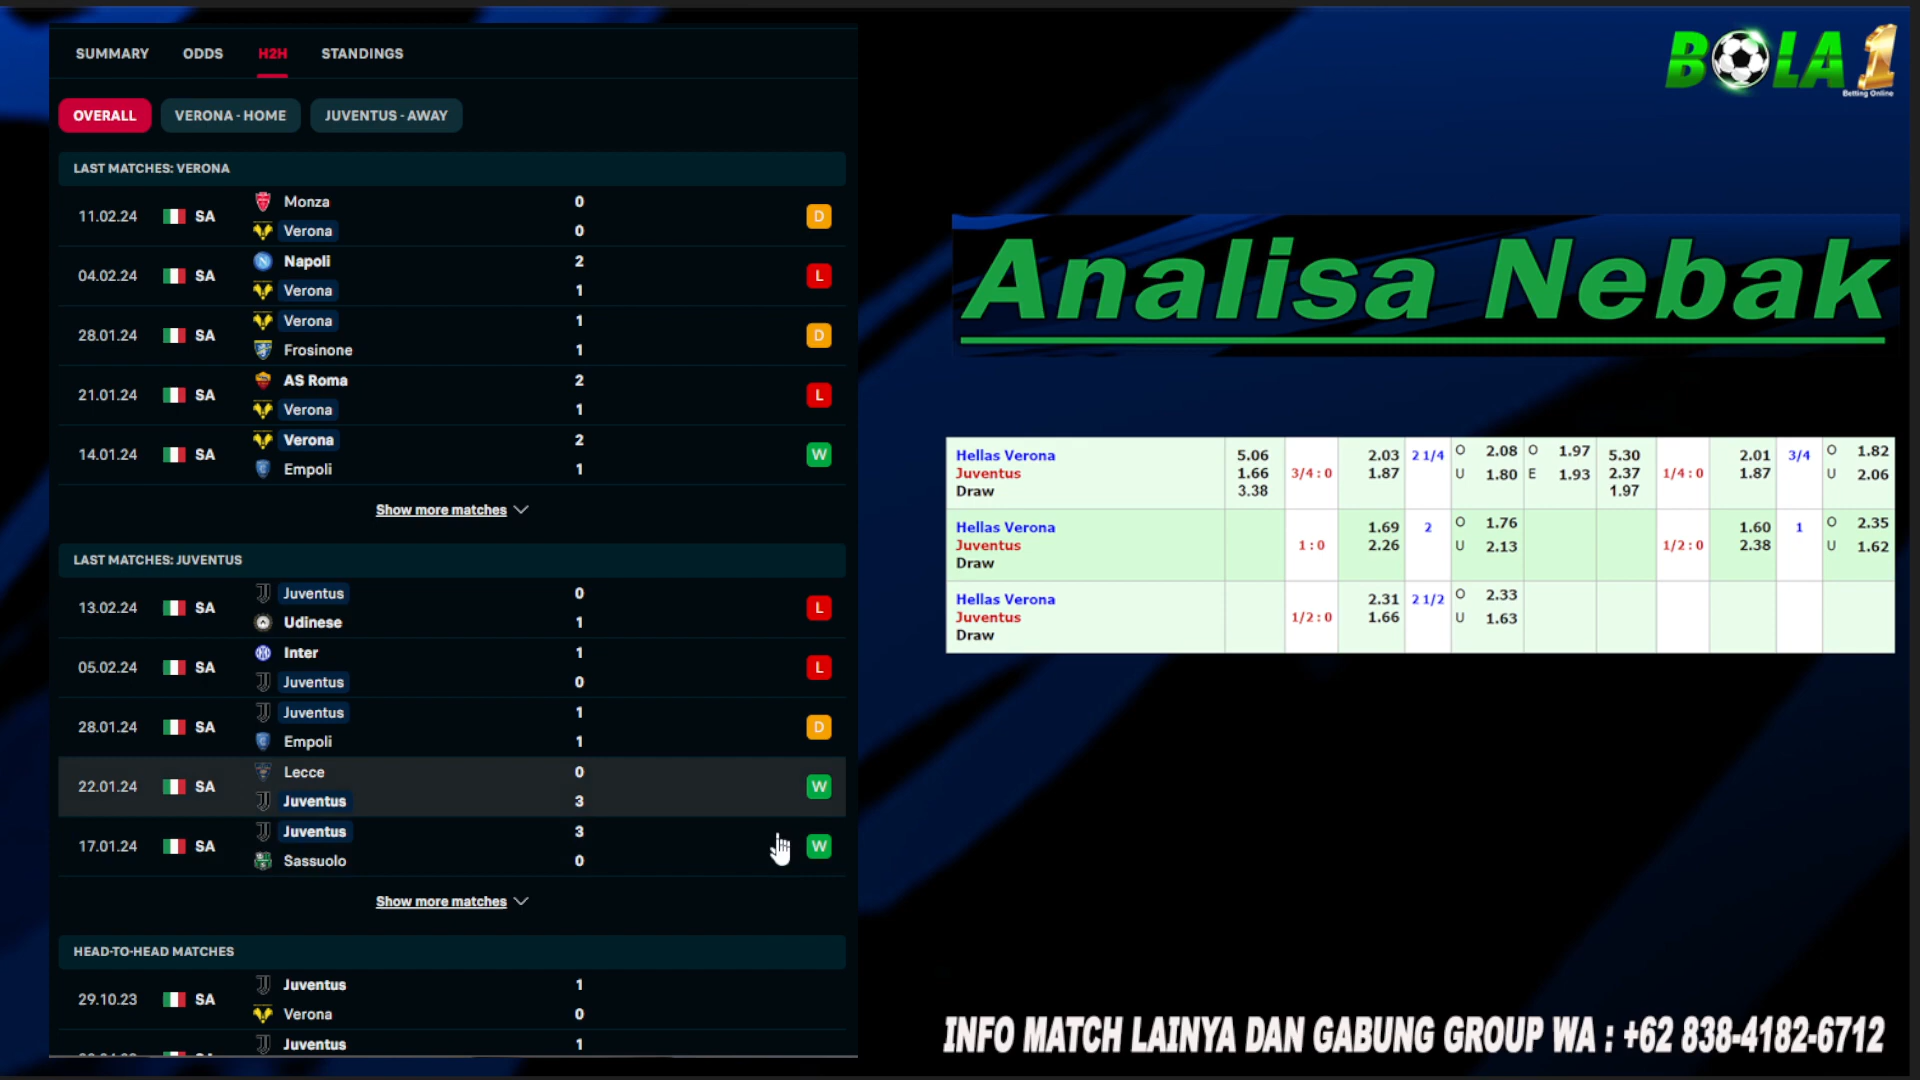 SUMMARY ODDS H2H STANDINGS
OVERALL VERONA - HOME JUVENTUS - AWAY
LAST MATCHES: VERONA
11.02.24 SA Monza 0
Verona 0
D
04.02.24 SA Napoli 2
Verona 1
L
28.01.24 SA Verona 1
Frosinone 1
D
21.01.24 SA AS Roma 2
Verona 1
L
14.01.24 SA Verona 2
Empoli 1
W
Show more matches
LAST MATCHES: JUVENTUS
13.02.24 SA Juventus 0
Udinese 1
L
05.02.24 SA Inter 1
Juventus 0
L
28.01.24 SA Juventus 1
Empoli 1
D
22.01.24 SA Lecce 0
Juventus 3
W
17.01.24 SA Juventus 3
Sassuolo 0
W
Show more matches
HEAD-TO-HEAD MATCHES
29.10.23 SA Juventus 1
Verona 0
Juventus 1
BOLA 1
Betting Online
Analisa Nebak
Hellas Verona 5.06 2.03 2 1/4 O 2.08 O 1.97 5.30 2.01 3/4 O 1.82
Juventus 1.66 3/4 : 0 1.87 U 1.80 E 1.93 2.37 1/4 : 0 1.87 U 2.06
Draw 3.38 1.97
Hellas Verona 1.69 2 O 1.76 1.60 1 O 2.35
Juventus 1 : 0 2.26 U 2.13 1/2 : 0 2.38 U 1.62
Draw
Hellas Verona 2.31 2 1/2 O 2.33
Juventus 1/2 : 0 1.66 U 1.63
Draw
INFO MATCH LAINYA DAN GABUNG GROUP WA : +62 838-4182-6712